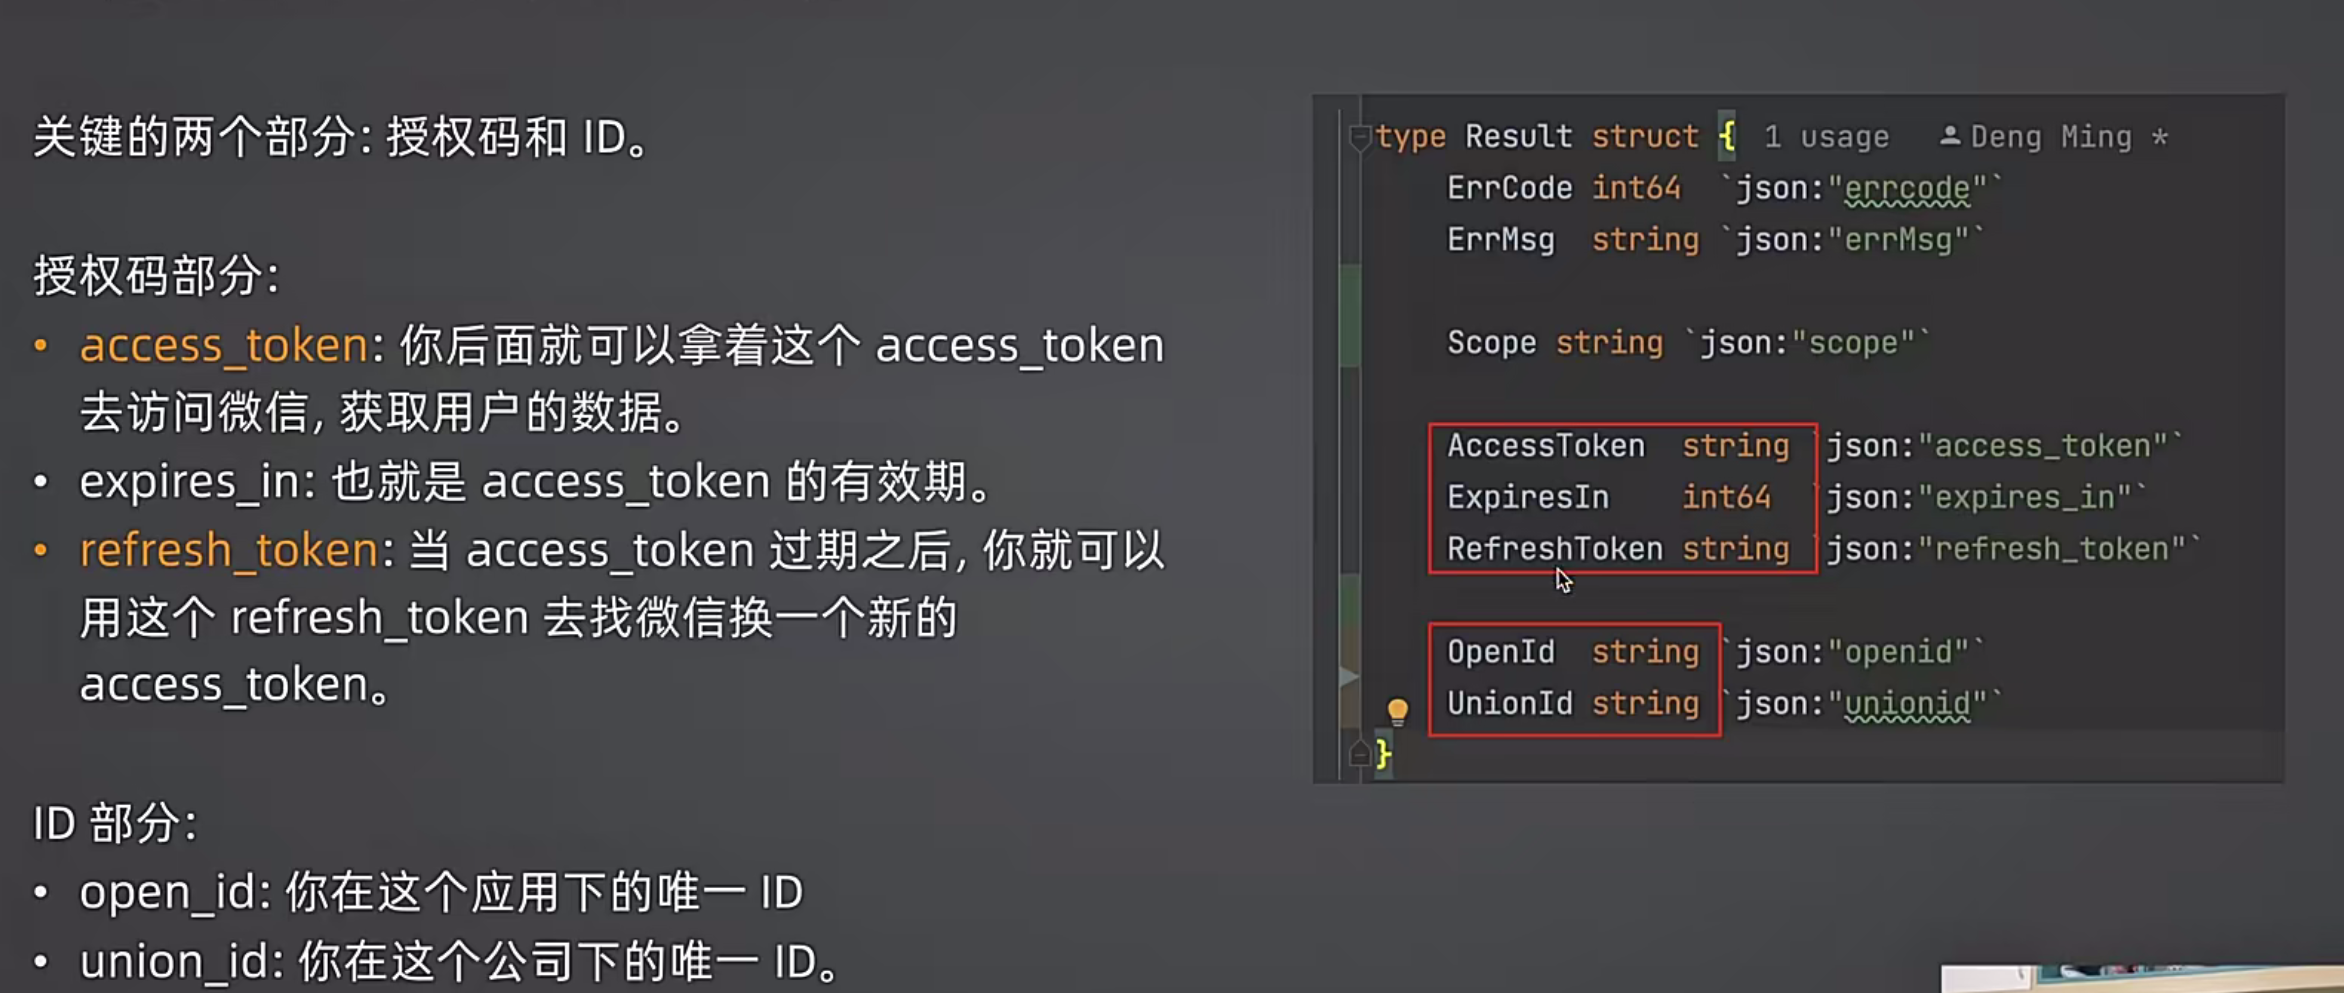 关键的两个部分: 授权码和 ID。
授权码部分:
• access_token: 你后面就可以拿着这个 access_token
去访问微信, 获取用户的数据。
• expires_in: 也就是 access_token 的有效期。
• refresh_token: 当 access_token 过期之后, 你就可以
用这个 refresh_token 去找微信换一个新的
access_token。
ID 部分:
• open_id: 你在这个应用下的唯一 ID
• union_id: 你在这个公司下的唯一 ID。
type Result struct { 1 usage Deng Ming *
ErrCode int64 `json:"errcode"`
ErrMsg string `json:"errMsg"`
Scope string `json:"scope"`
AccessToken string `json:"access_token"`
ExpiresIn int64 `json:"expires_in"`
RefreshToken string `json:"refresh_token"`
OpenId string `json:"openid"`
UnionId string `json:"unionid"`
}